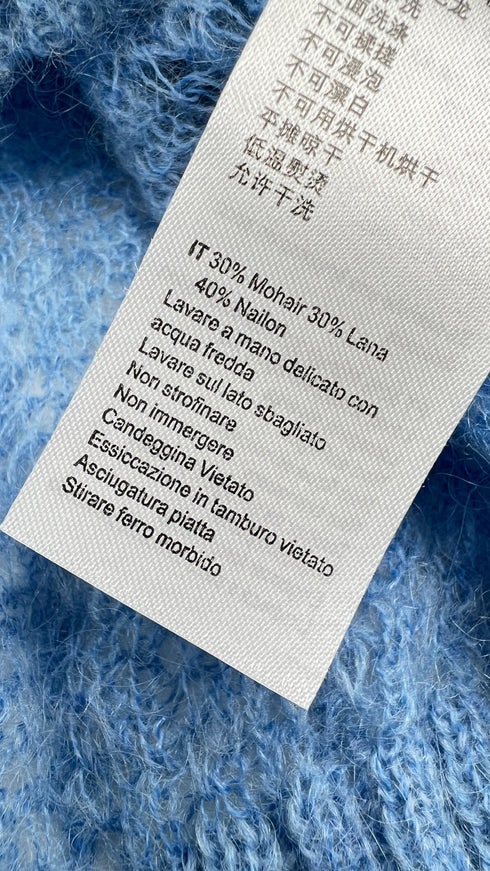 面洗涤
不可揉搓
不可湿泡
不可漂白
不可用烘干机烘干
平摊晾干
低温熨烫
允许干洗
IT 30% Mohair 30% Lana
40% Nailon
Lavare a mano delicato con
acqua fredda
Lavare sul lato sbagliato
Non strofinare
Non immergere
Candeggina Vietato
Essiccazione in tamburo vietato
Asciugatura piatta
Stirare ferro morbido